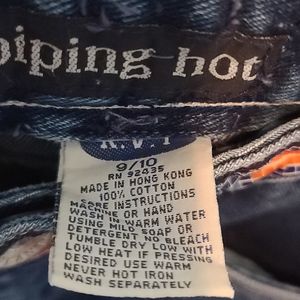 piping hot
R.V.T
9/10
RN 92435
MADE IN HONG KONG
100% COTTON
INSTRUCTIONS
MACHINE OR HAND
WASH IN WARM WATER
USING MILD SOAP OR
DETERGENT NO BLEACH
TUMBLE DRY LOW WITH
LOW HEAT IF PRESSING
DESIRED USE WARM
NEVER HOT IRON
WASH SEPARATELY